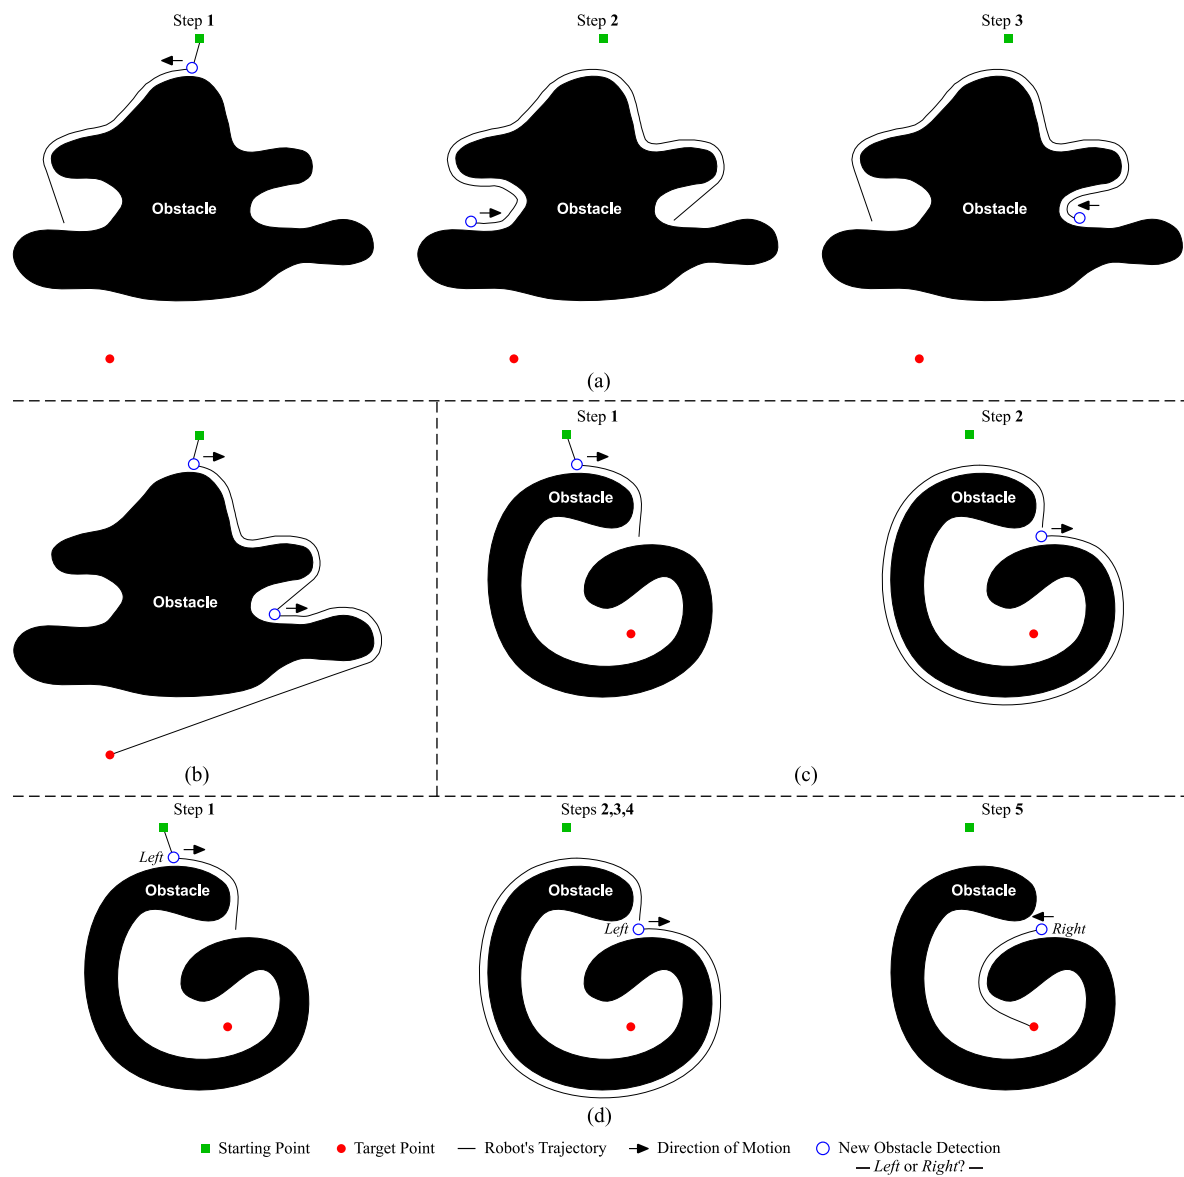 Step 1
Step 2
Step 3
Obstacle
Obstacle
Obstacle
(a)
Step 1
Step 2
Obstacle
Obstacle
Obstacle
(b)
(c)
Step 1
Steps 2,3,4
Step 5
Left
Obstacle
Obstacle
Obstacle
Left
Right
(d)
Starting Point
Target Point
Robot's Trajectory
Direction of Motion
New Obstacle Detection
— Left or Right? —